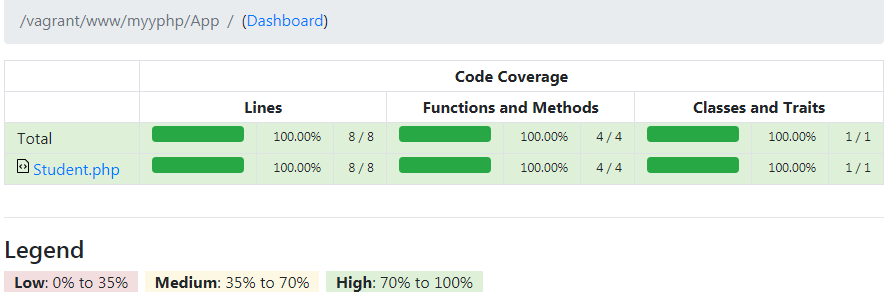 /vagrant/www/myyphp/App / (Dashboard)
Code Coverage
Lines Functions and Methods Classes and Traits
Total 100.00% 8 / 8 100.00% 4 / 4 100.00% 1 / 1
Student.php 100.00% 8 / 8 100.00% 4 / 4 100.00% 1 / 1
Legend
Low: 0% to 35% Medium: 35% to 70% High: 70% to 100%